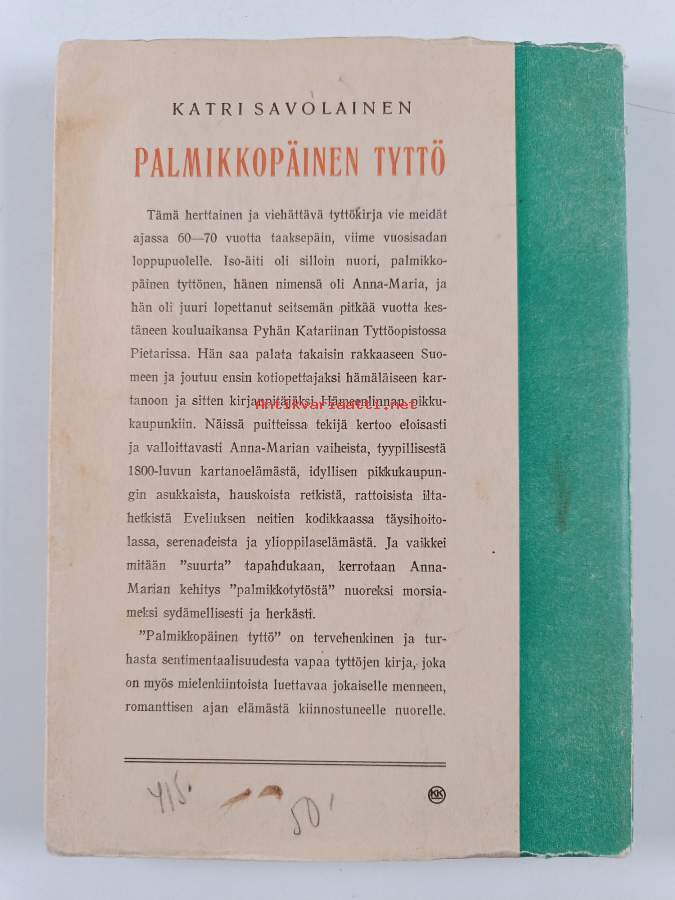 KATRI SAVOLAINEN
PALMIKKOPÄINEN TYTTÖ
Tämä herttainen ja viehättävä tyttökirja vie meidät
ajassa 60—70 vuotta taaksepäin, viime vuosisadan
loppupuolelle. Iso-äiti oli silloin nuori, palmikko-
päinen tyttönen, hänen nimensä oli Anna-Maria, ja
hän oli juuri lopettanut seitsemän pitkää vuotta kes-
täneen kouluaikansa Pyhän Katariinan Tyttöopistossa
Pietarissa. Hän saa palata takaisin rakkaaseen Suo-
meen ja joutuu ensin kotiopettajaksi hämäläiseen kar-
tanoon ja sitten kirjanpitäjäksi Hämeenlinnan pikku-
Antikvariaatti.net
kaupunkiin. Näissä puitteissa tekijä kertoo eloisasti
ja valloittavasti Anna-Marian vaiheista, tyypillisestä
1800-luvun kartanoelämästä, idyllisen pikkukaupun-
gin asukkaista, hauskoista retkistä, rattoisista ilta-
hetkistä Eveliuksen neitien kodikkaassa täysihoito-
lassa, serenadeista ja ylioppilaselämästä. Ja vaikkei
mitään ”suurta” tapahdukaan, kerrotaan Anna-
Marian kehitys ”palmikkotytöstä” nuoreksi morsia-
meksi sydämellisesti ja herkästi.
”Palmikkopäinen tyttö” on tervehenkinen ja tur-
hasta sentimentaalisuudesta vapaa tyttöjen kirja, joka
on myös mielenkiintoista luettavaa jokaiselle menneen,
romanttisen ajan elämästä kiinnostuneelle nuorelle.
415.
50'
KK